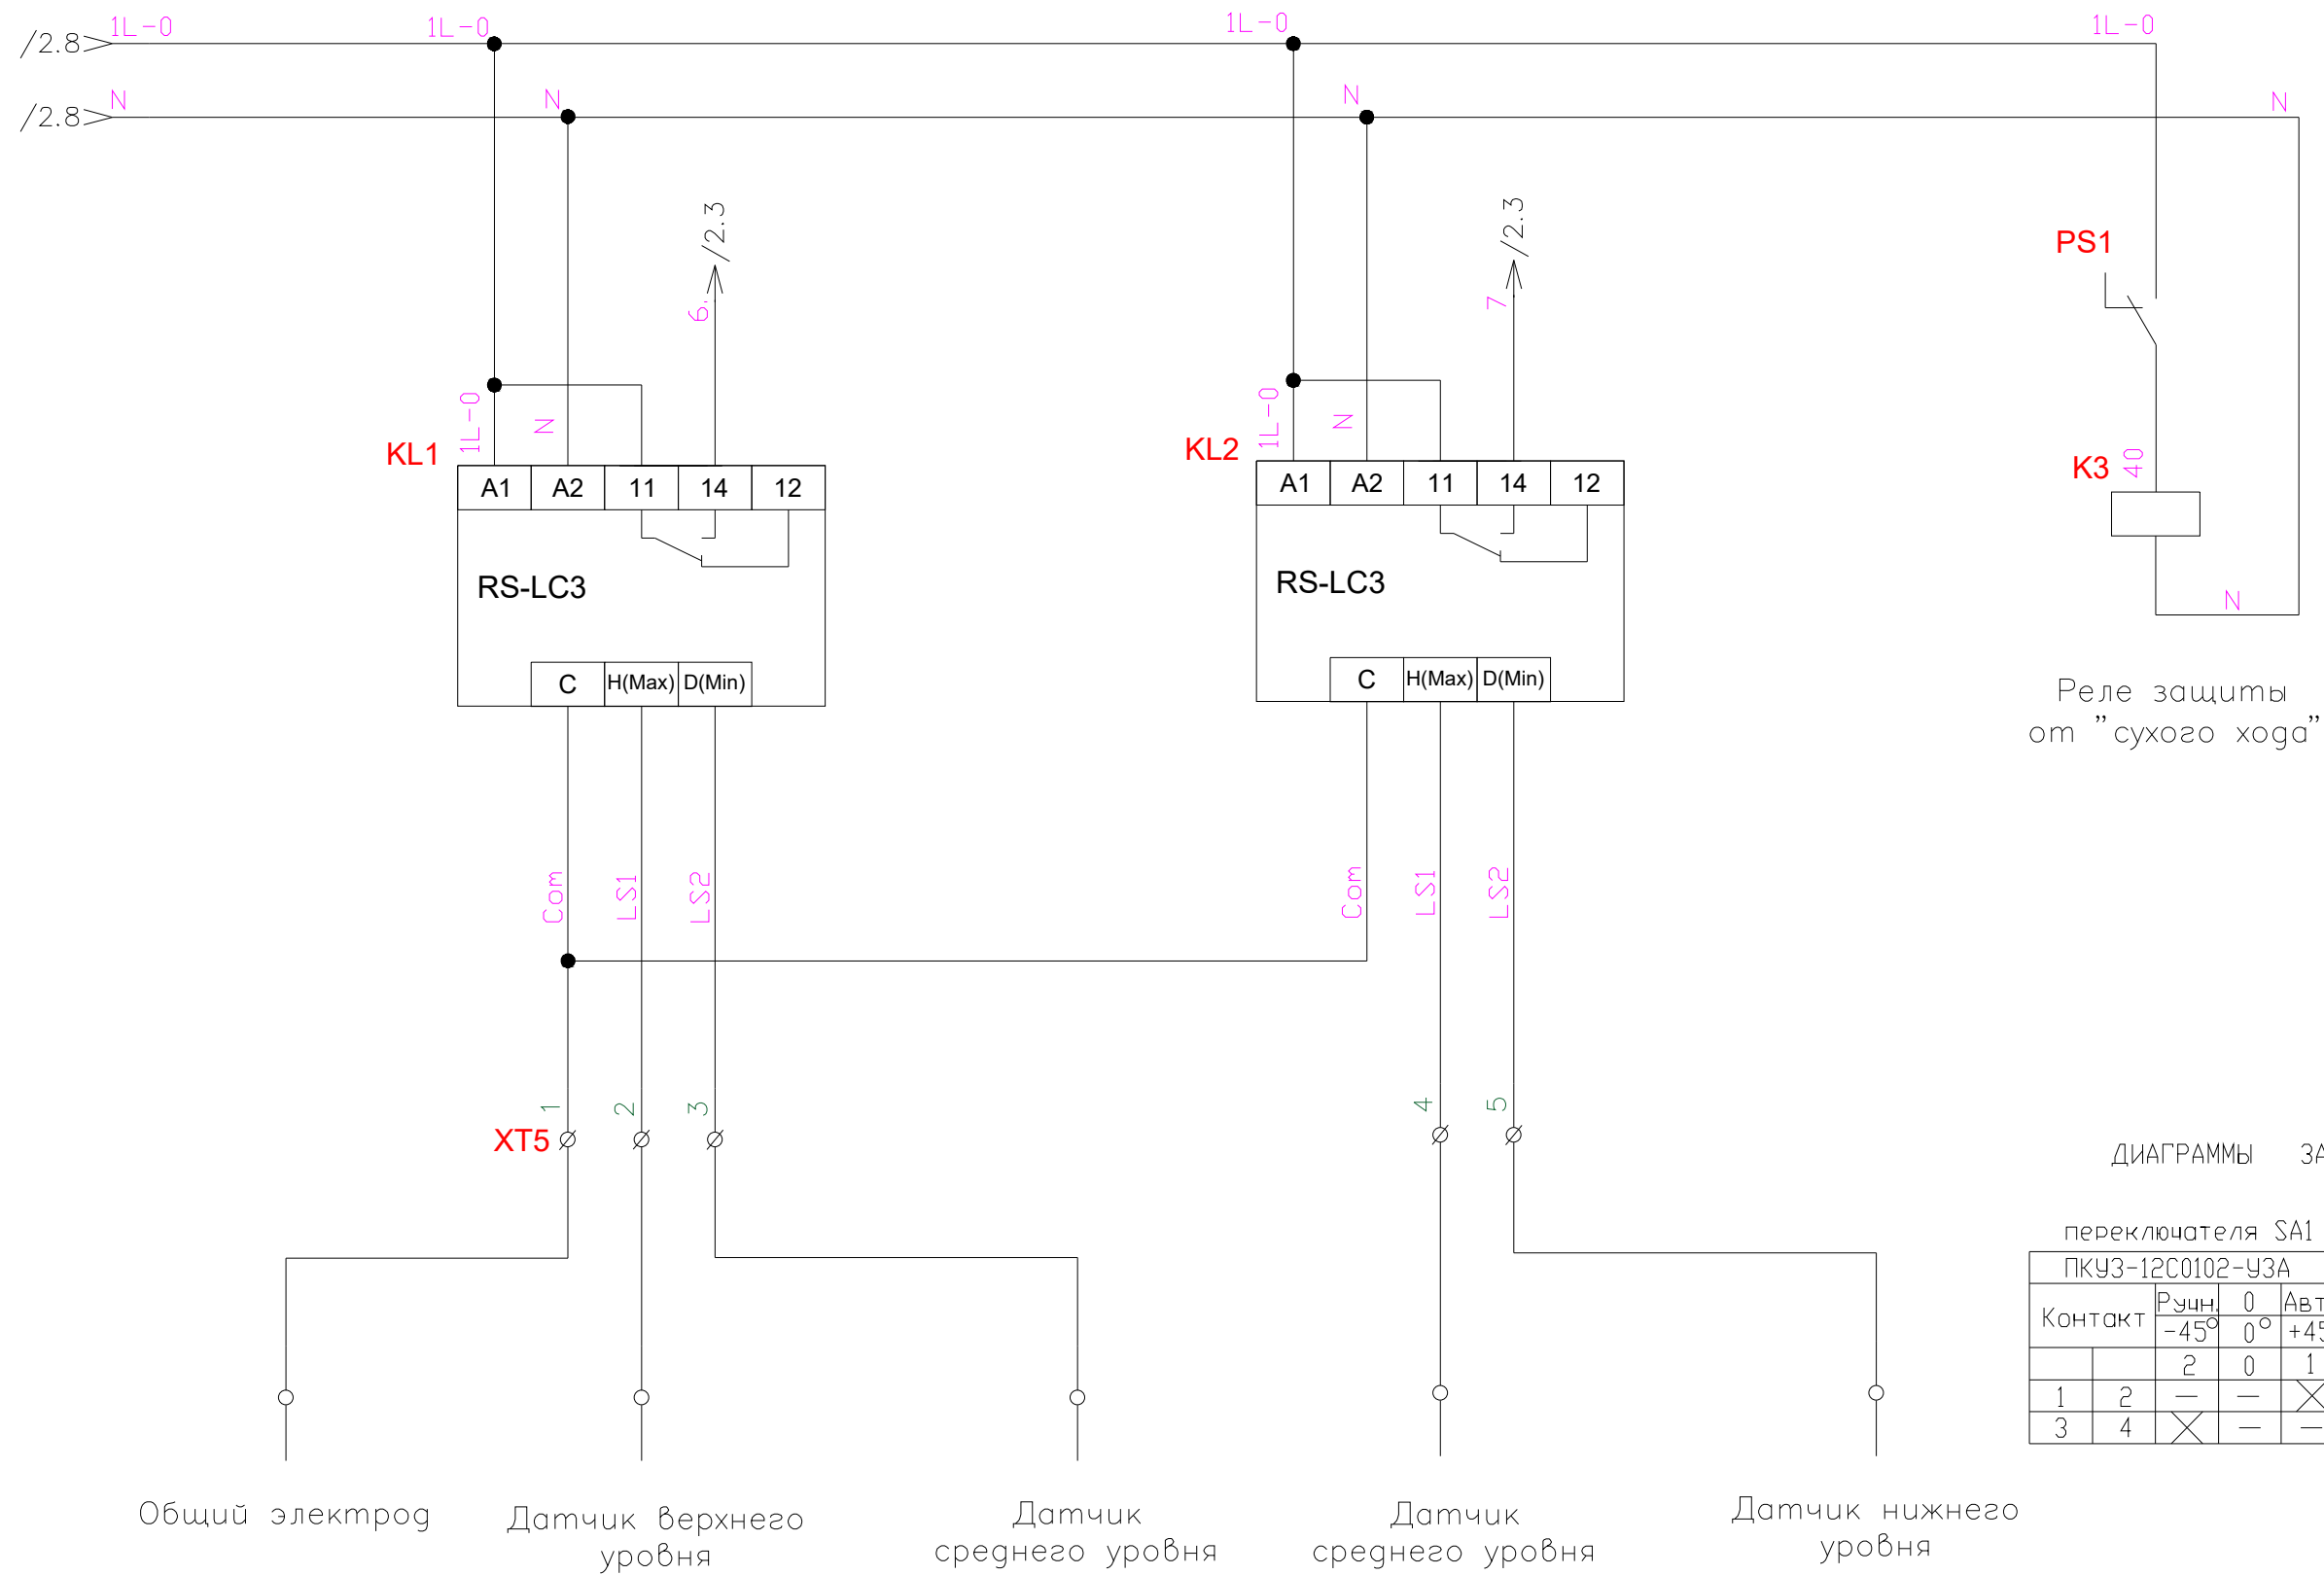 1L-0
1L-0
1L-0
1L-0
/2.8
N
N
N
N
/2.8
/2.3
/2.3
6.
7
PS1
1L-0
N
1L-0
N
KL1
KL2
K3
40
A1 A2 11 14 12
A1 A2 11 14 12
RS-LC3
RS-LC3
N
C H(Max) D(Min)
C H(Max) D(Min)
Реле защиты
от "сухого хода"
Com LS1 LS2
Com LS1 LS2
1 2 3
4 5
XT5
ДИАГРАММЫ ЗА
переключателя SA1
ПКУ3-12С0102-У3А
Контакт
Ручн. 0 Авт
-45° 0° +45
2 0 1
1 2 — — X
3 4 X — —
Общий электрод
Датчик верхнего
уровня
Датчик
среднего уровня
Датчик
среднего уровня
Датчик нижнего
уровня